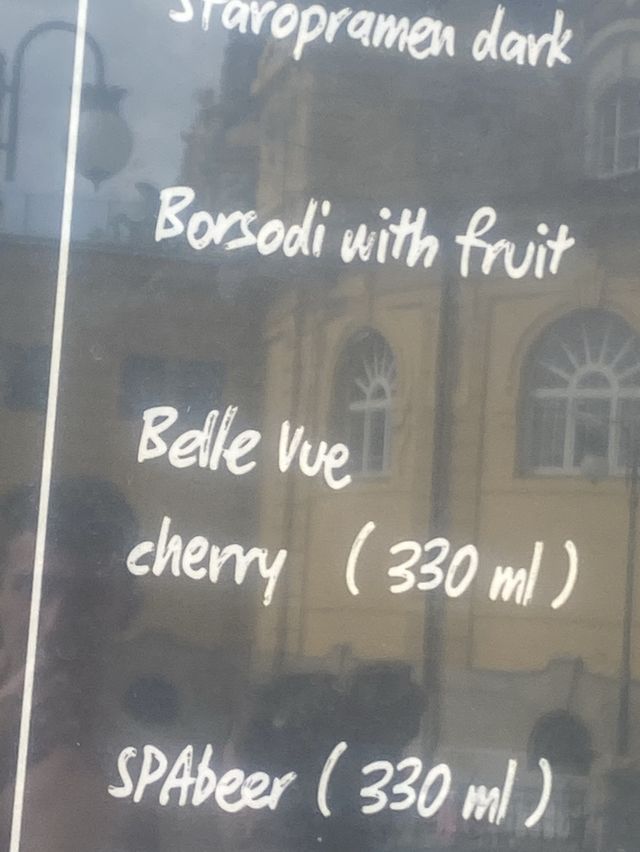 Staropramen dark
Borsodi with fruit
Belle Vue
cherry (330 ml)
SPAbeer (330 ml)